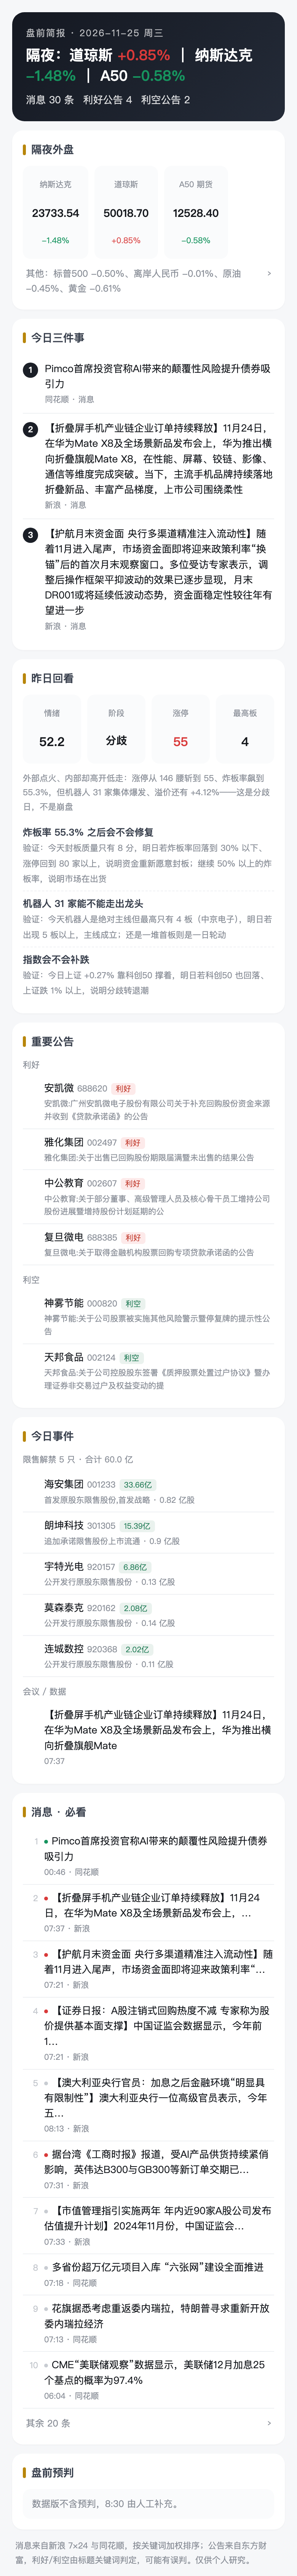 盘前简报 · 2026-11-25 周三
隔夜：道琼斯 +0.85% ｜ 纳斯达克
-1.48% ｜ A50 -0.58%
消息 30 条 利好公告 4 利空公告 2
隔夜外盘
纳斯达克 道琼斯 A50 期货
23733.54 50018.70 12528.40
-1.48% +0.85% -0.58%
其他：标普500 -0.50%、离岸人民币 -0.01%、原油 ›
-0.45%、黄金 -0.61%
今日三件事
1 Pimco首席投资官称AI带来的颠覆性风险提升债券吸
引力
同花顺 · 消息
2 【折叠屏手机产业链企业订单持续释放】11月24日，
在华为Mate X8及全场景新品发布会上，华为推出横
向折叠旗舰Mate X8，在性能、屏幕、铰链、影像、
通信等维度完成突破。当下，主流手机品牌持续落地
折叠新品、丰富产品梯度，上市公司围绕柔性
新浪 · 消息
3 【护航月末资金面 央行多渠道精准注入流动性】随
着11月进入尾声，市场资金面即将迎来政策利率“换
锚”后的首次月末观察窗口。多位受访专家表示，调
整后操作框架平抑波动的效果已逐步显现，月末
DR001或将延续低波动态势，资金面稳定性较往年有
望进一步
新浪 · 消息
昨日回看
情绪 阶段 涨停 最高板
52.2 分歧 55 4
外部点火、内部却高开低走：涨停从 146 腰斩到 55、炸板率飙到
55.3%，但机器人 31 家集体爆发、溢价还有 +4.12%——这是分歧
日，不是崩盘
炸板率 55.3% 之后会不会修复
验证：今天封板质量只有 8 分，明日若炸板率回落到 30% 以下、
涨停回到 80 家以上，说明资金重新愿意封板；继续 50% 以上的炸
板率，说明市场在出货
机器人 31 家能不能走出龙头
验证：今天机器人是绝对主线但最高只有 4 板（中京电子），明日若
出现 5 板以上，主线成立；还是一堆首板则是一日轮动
指数会不会补跌
验证：今日上证 +0.27% 靠科创50 撑着，明日若科创50 也回落、
上证跌 1% 以上，说明分歧转退潮
重要公告
利好
安凯微 688620 利好
安凯微:广州安凯微电子股份有限公司关于补充回购股份资金来源
并收到《贷款承诺函》的公告
雅化集团 002497 利好
雅化集团:关于出售已回购股份期限届满暨未出售的结果公告
中公教育 002607 利好
中公教育:关于部分董事、高级管理人员及核心骨干员工增持公司
股份进展暨增持股份计划延期的公
复旦微电 688385 利好
复旦微电:关于取得金融机构股票回购专项贷款承诺函的公告
利空
神雾节能 000820 利空
神雾节能:关于公司股票被实施其他风险警示暨停复牌的提示性公
告
天邦食品 002124 利空
天邦食品:关于公司控股股东签署《质押股票处置过户协议》暨办
理证券非交易过户及权益变动的提
今日事件
限售解禁 5 只 · 合计 60.0 亿
海安集团 001233 33.66亿
首发原股东限售股份,首发战略 · 0.82 亿股
朗坤科技 301305 15.39亿
追加承诺限售股份上市流通 · 0.9 亿股
宇特光电 920157 6.86亿
公开发行原股东限售股份 · 0.13 亿股
莫森泰克 920162 2.08亿
公开发行原股东限售股份 · 0.14 亿股
连城数控 920368 2.02亿
公开发行原股东限售股份 · 0.11 亿股
会议 / 数据
【折叠屏手机产业链企业订单持续释放】11月24日，
在华为Mate X8及全场景新品发布会上，华为推出横
向折叠旗舰Mate
07:37
消息 · 必看
1 Pimco首席投资官称AI带来的颠覆性风险提升债券
吸引力
00:46 · 同花顺
2 【折叠屏手机产业链企业订单持续释放】11月24
日，在华为Mate X8及全场景新品发布会上，…
07:37 · 新浪
3 【护航月末资金面 央行多渠道精准注入流动性】随
着11月进入尾声，市场资金面即将迎来政策利率“…
07:21 · 新浪
4 【证券日报：A股注销式回购热度不减 专家称为股
价提供基本面支撑】中国证监会数据显示，今年前
1…
07:21 · 新浪
5 【澳大利亚央行官员：加息之后金融环境“明显具
有限制性”】澳大利亚央行一位高级官员表示，今年
五…
08:13 · 新浪
6 据台湾《工商时报》报道，受AI产品供货持续紧俏
影响，英伟达B300与GB300等新订单交期已…
07:31 · 新浪
7 【市值管理指引实施两年 年内近90家A股公司发布
估值提升计划】2024年11月份，中国证监会…
07:33 · 新浪
8 多省份超万亿元项目入库 “六张网”建设全面推进
07:18 · 同花顺
9 花旗据悉考虑重返委内瑞拉，特朗普寻求重新开放
委内瑞拉经济
07:13 · 同花顺
10 CME“美联储观察”数据显示，美联储12月加息25
个基点的概率为97.4%
06:04 · 同花顺
其余 20 条 ›
盘前预判
数据版不含预判，8:30 由人工补充。
消息来自新浪 7×24 与同花顺，按关键词加权排序；公告来自东方财
富，利好/利空由标题关键词判定，可能有误判。仅供个人研究。